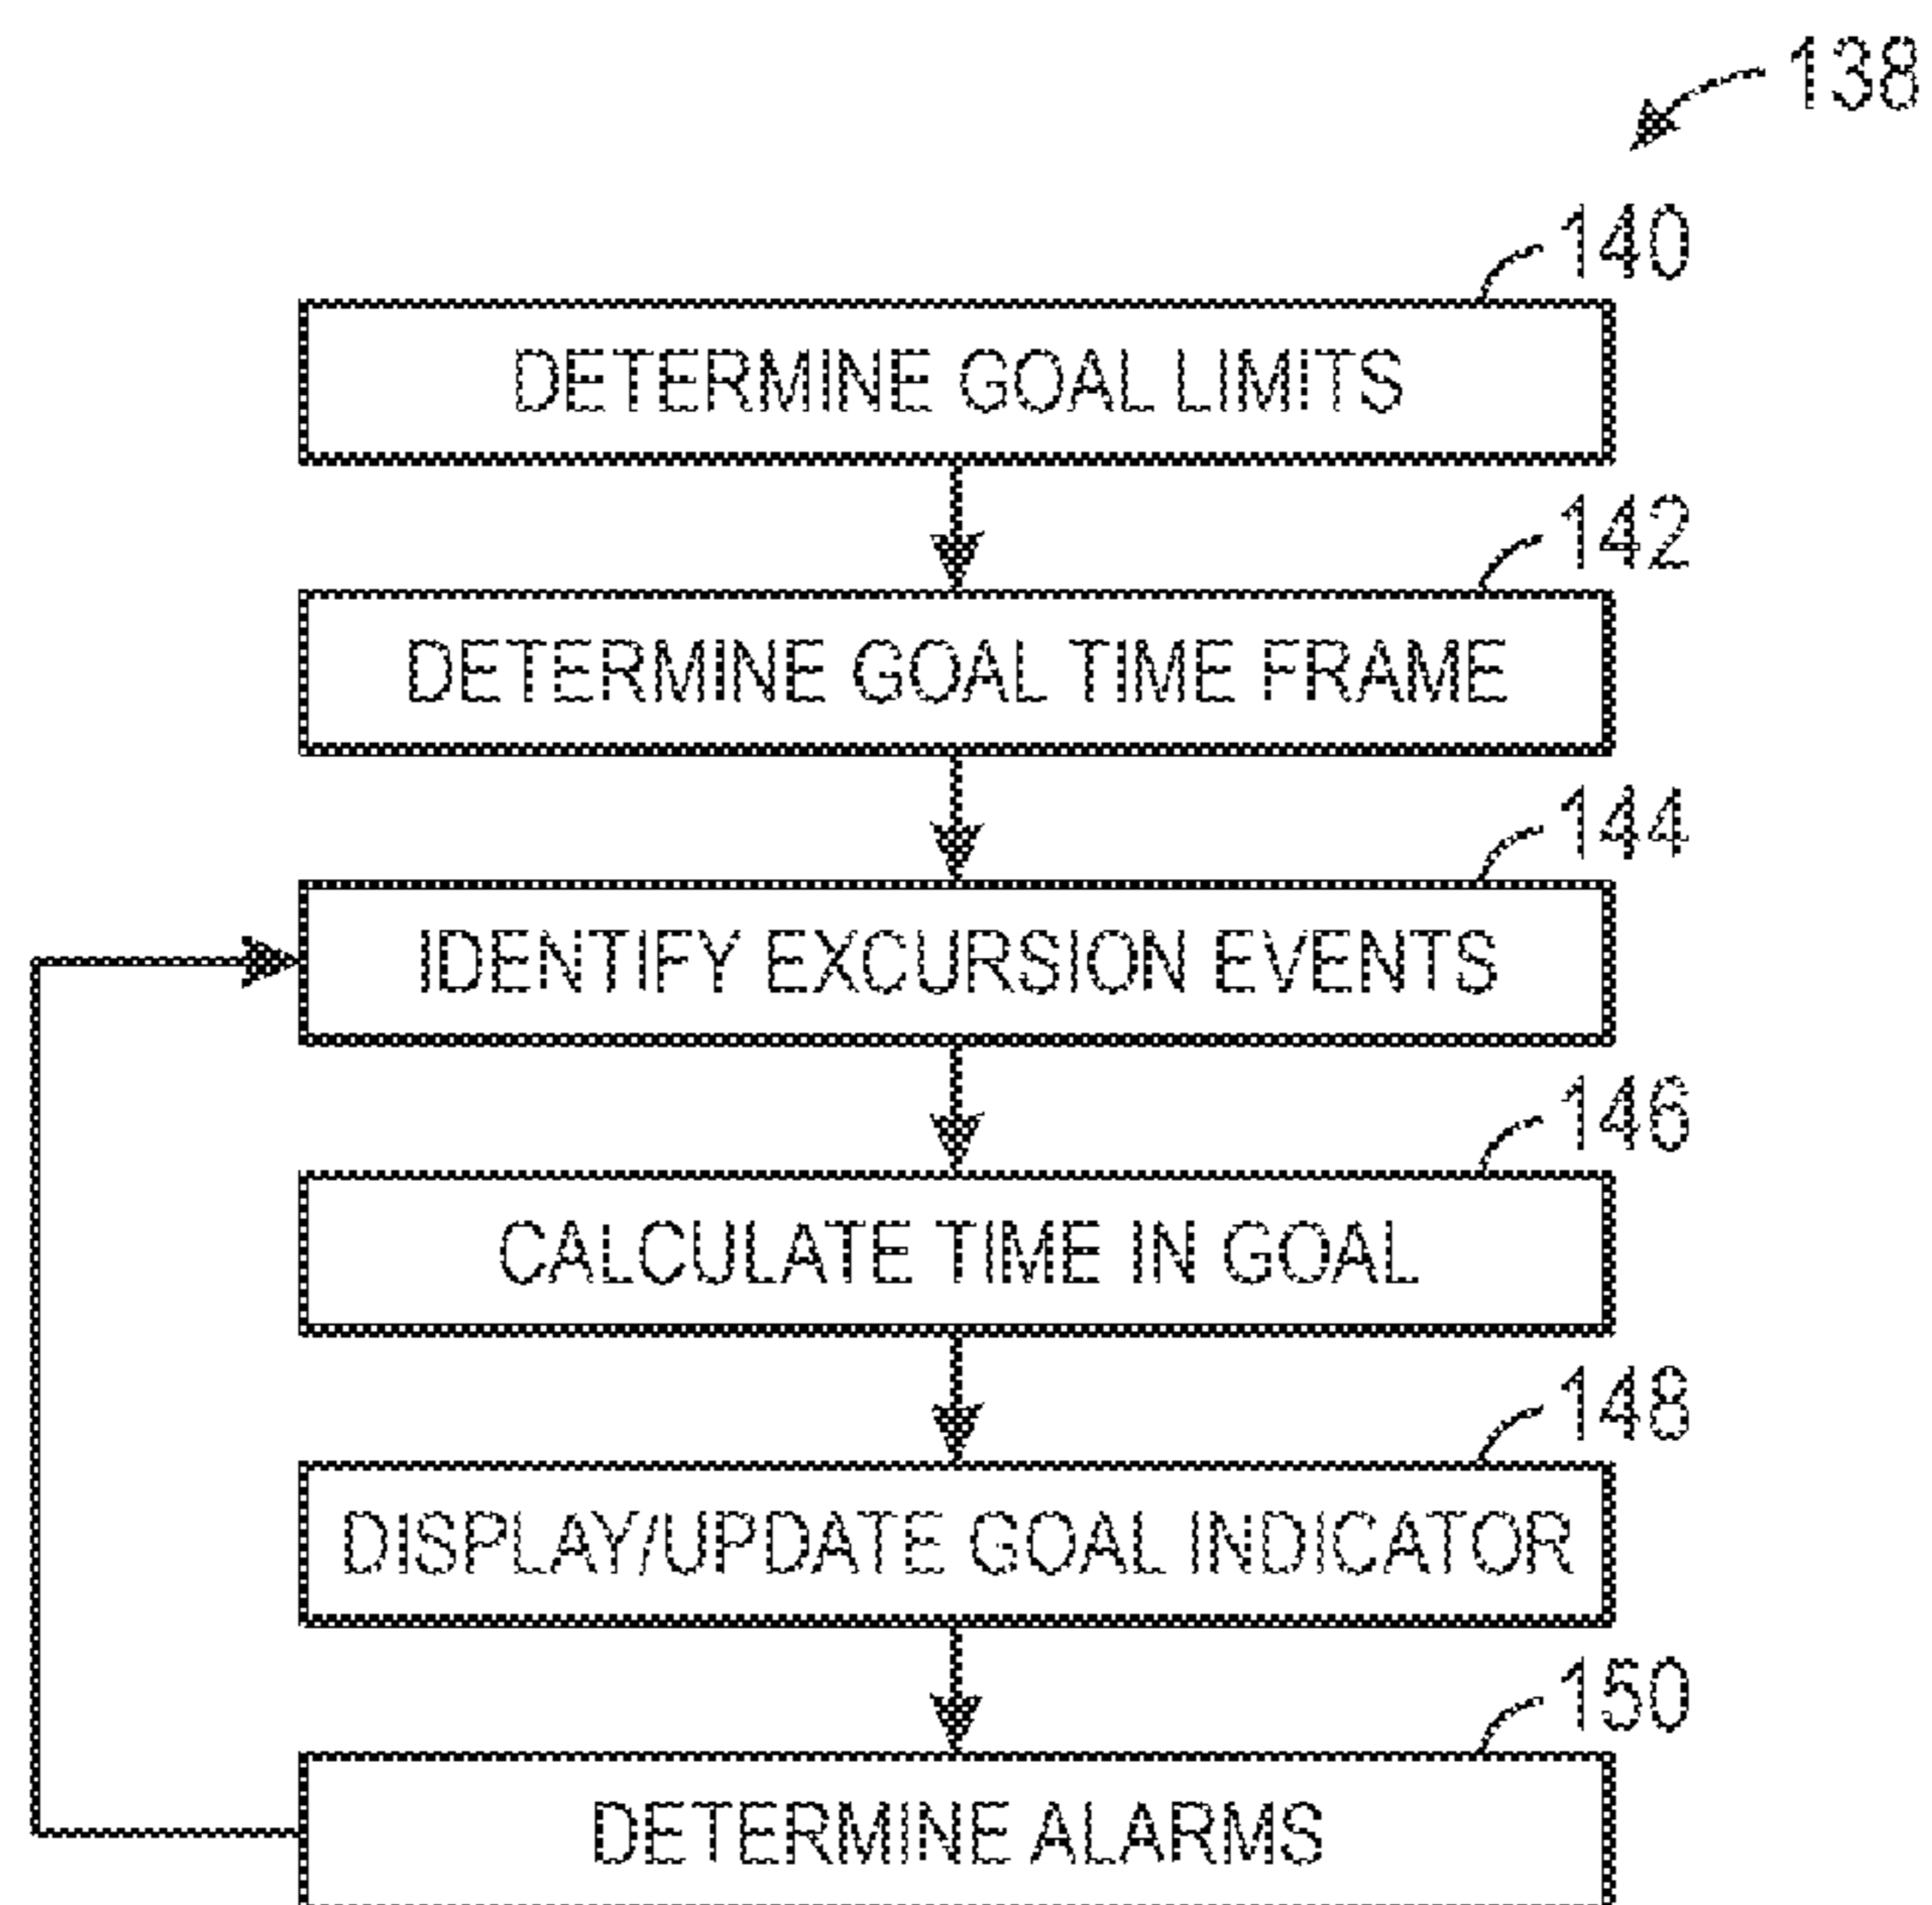 138
140
DETERMINE GOAL LIMITS
142
DETERMINE GOAL TIME FRAME
144
IDENTIFY EXCURSION EVENTS
146
CALCULATE TIME IN GOAL
148
DISPLAY/UPDATE GOAL INDICATOR
150
DETERMINE ALARMS